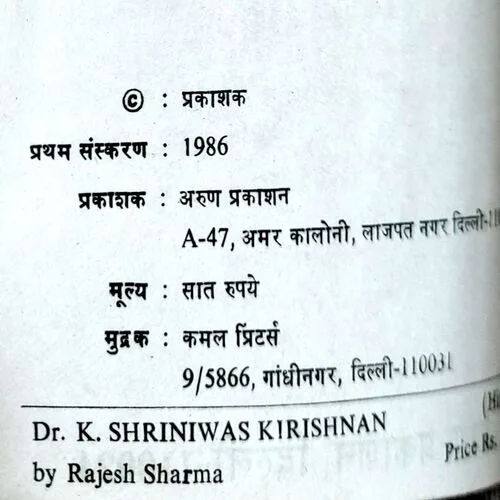 © : प्रकाशक
प्रथम संस्करण : 1986
प्रकाशक : अरुण प्रकाशन
A-47, अमर कालोनी, लाजपत नगर दिल्ली-
मूल्य : सात रुपये
मुद्रक : कमल प्रिंटर्स
9/5866, गांधीनगर, दिल्ली-110031
Dr. K. SHRINIWAS KIRISHNAN
by Rajesh Sharma
Price Rs.